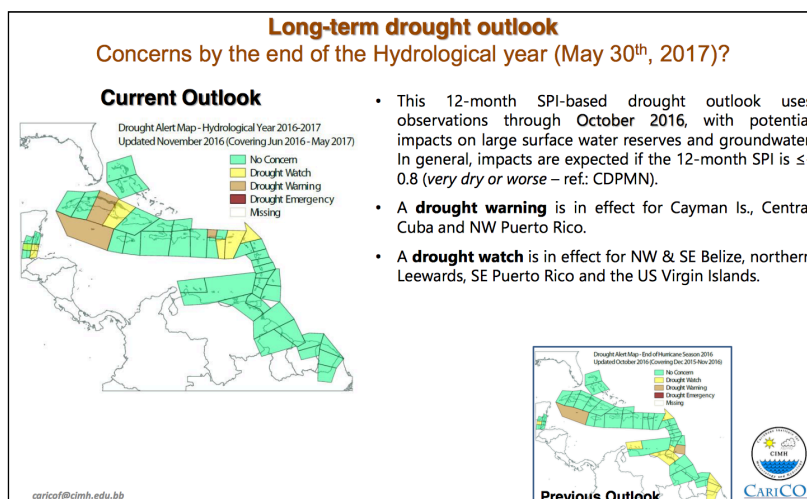 Long-term drought outlook
Concerns by the end of the Hydrological year (May 30th, 2017)?
Current Outlook
Drought Alert Map - Hydrological Year 2016-2017
Updated November 2016 (Covering Jun 2016 - May 2017)
No Concern
Drought Watch
Drought Warning
Drought Emergency
Missing
• This 12-month SPI-based drought outlook uses
observations through October 2016, with potential
impacts on large surface water reserves and groundwater.
In general, impacts are expected if the 12-month SPI is ≤
0.8 (very dry or worse – ref.: CDPMN).
• A drought warning is in effect for Cayman Is., Central
Cuba and NW Puerto Rico.
• A drought watch is in effect for NW & SE Belize, northern
Leewards, SE Puerto Rico and the US Virgin Islands.
Drought Alert Map - End of Hurricane Season 2016
Updated October 2016 (Covering Dec 2015-Nov 2016)
No Concern
Drought Watch
Drought Warning
Drought Emergency
Missing
Previous Outlook
CIMH
CARICO
caricof@cimh.edu.bb